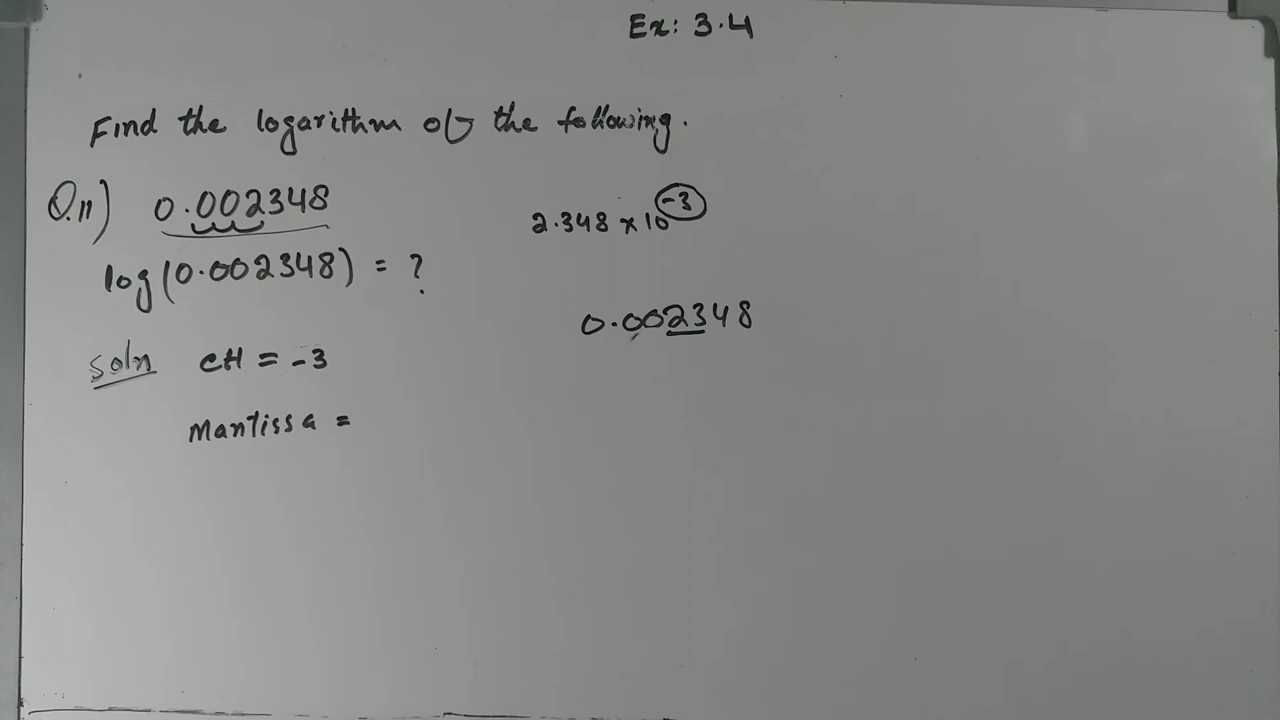 Ex: 3.4
Find the logarithm of the following.
Q.11) 0.002348
2.348 x 10^-3
log(0.002348) = ?
0.002348
Soln CH = -3
Mantissa =